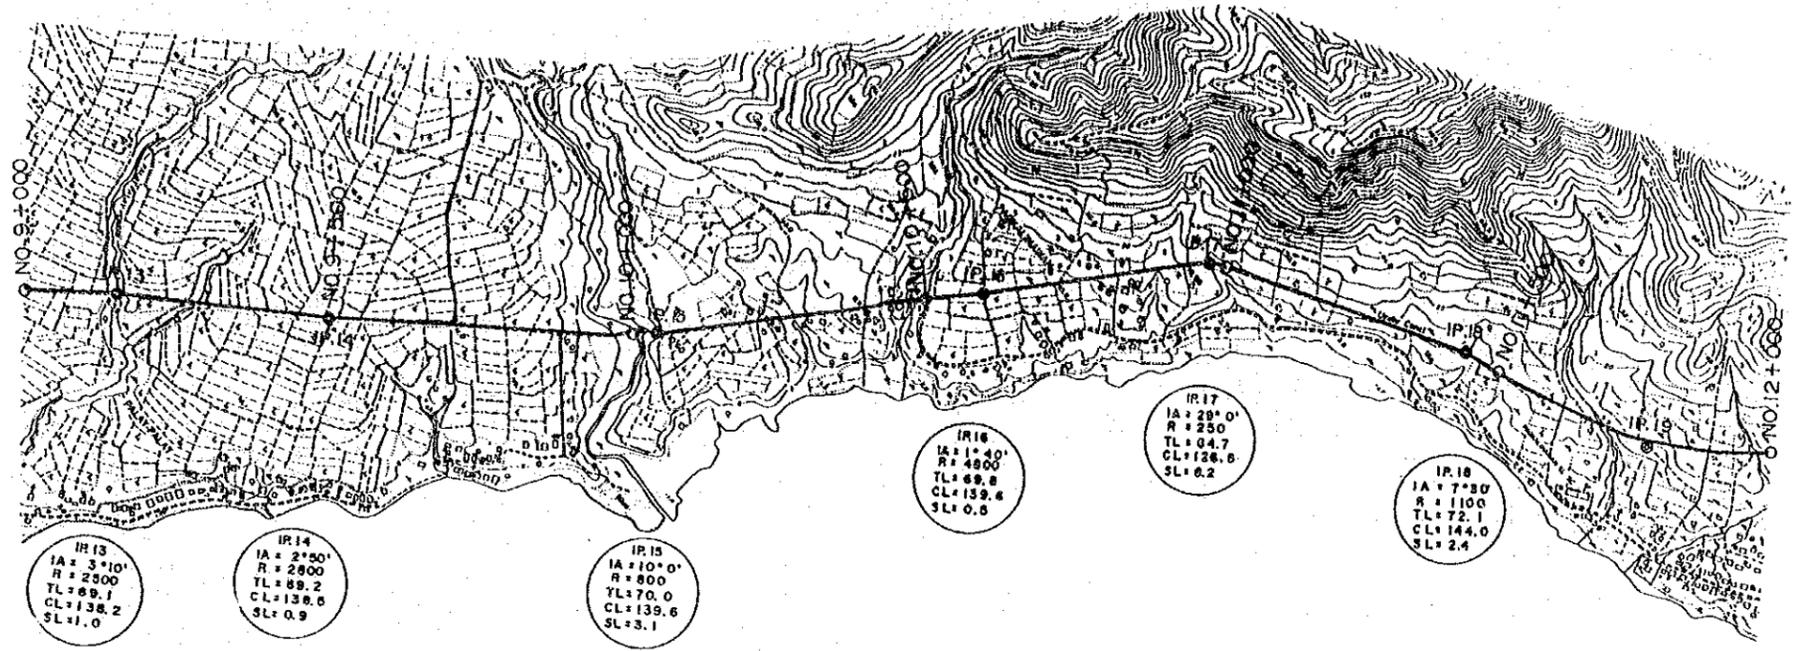 NO.9+000
NO.9+500
IP.14
NO.10+000
NO.10+500
IP.16
IP.17
NO.11+000
IP.18
IP.19
NO.12+000
IP.13
IA = 3°10'
R = 2500
TL = 69.1
CL = 138.2
SL = 1.0
IP.14
IA = 2°50'
R = 2800
TL = 69.2
CL = 138.5
SL = 0.9
IP.15
IA = 10°0'
R = 800
TL = 70.0
CL = 139.6
SL = 3.1
IP.16
IA = 1°40'
R = 4800
TL = 69.8
CL = 139.6
SL = 0.5
IP.17
IA = 29°0'
R = 250
TL = 64.7
CL = 126.5
SL = 8.2
IP.18
IA = 7°30'
R = 1100
TL = 72.1
CL = 144.0
SL = 2.4